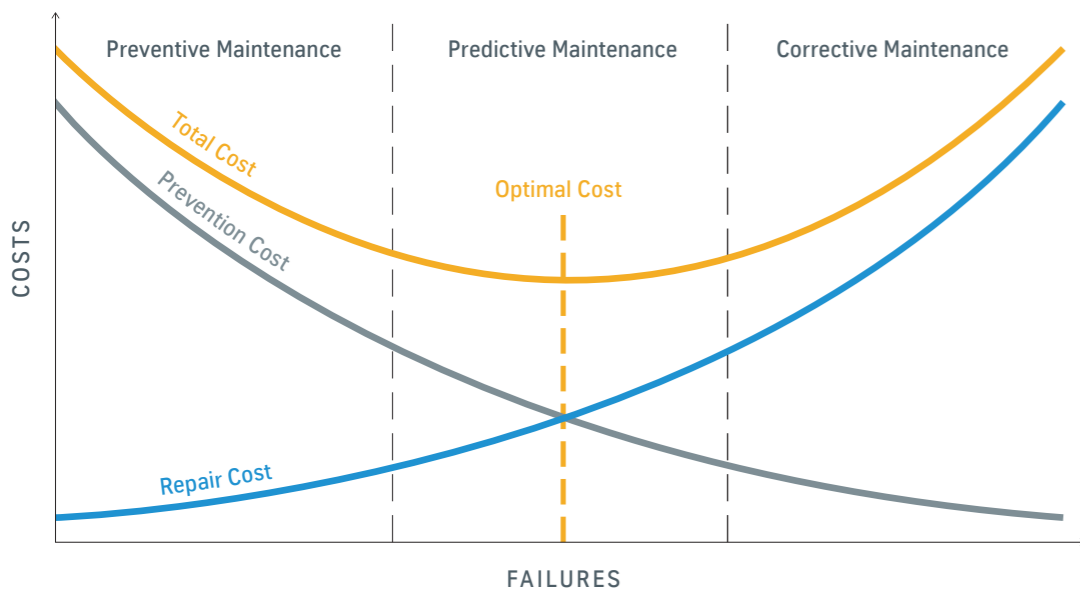 Preventive Maintenance
Predictive Maintenance
Corrective Maintenance
Total Cost
Prevention Cost
Optimal Cost
Repair Cost
COSTS
FAILURES